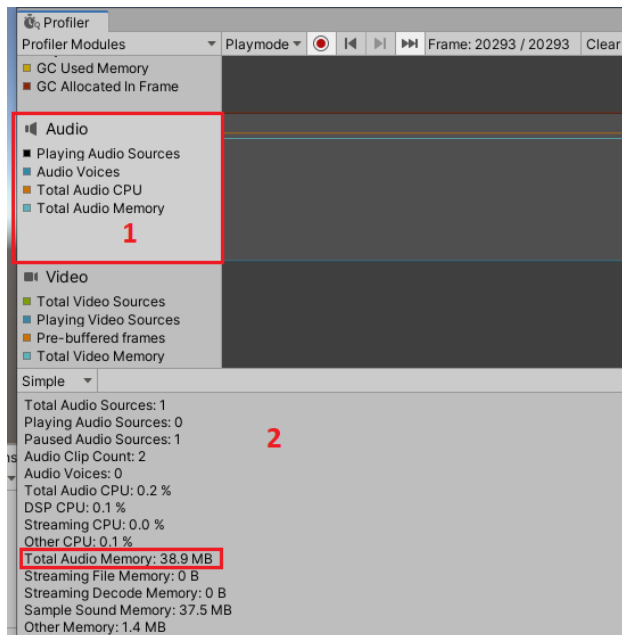 Profiler
Profiler Modules Playmode Frame: 20293 / 20293 Clear
GC Used Memory
GC Allocated In Frame
Audio
Playing Audio Sources
Audio Voices
Total Audio CPU
Total Audio Memory
1
Video
Total Video Sources
Playing Video Sources
Pre-buffered frames
Total Video Memory
Simple
Total Audio Sources: 1
Playing Audio Sources: 0
2
Paused Audio Sources: 1
Audio Clip Count: 2
Audio Voices: 0
Total Audio CPU: 0.2 %
DSP CPU: 0.1 %
Streaming CPU: 0.0 %
Other CPU: 0.1 %
Total Audio Memory: 38.9 MB
Streaming File Memory: 0 B
Streaming Decode Memory: 0 B
Sample Sound Memory: 37.5 MB
Other Memory: 1.4 MB